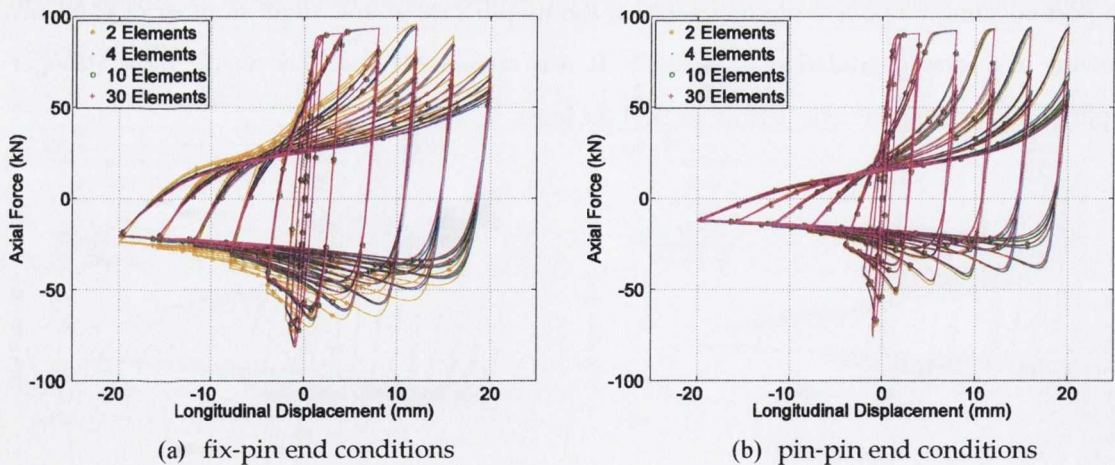 2 Elements
4 Elements
10 Elements
30 Elements
100
50
0
-50
-100
Axial Force (kN)
-20
-10
0
10
20
Longitudinal Displacement (mm)
(a) fix-pin end conditions
2 Elements
4 Elements
10 Elements
30 Elements
100
50
0
-50
-100
Axial Force (kN)
-20
-10
0
10
20
Longitudinal Displacement (mm)
(b) pin-pin end conditions